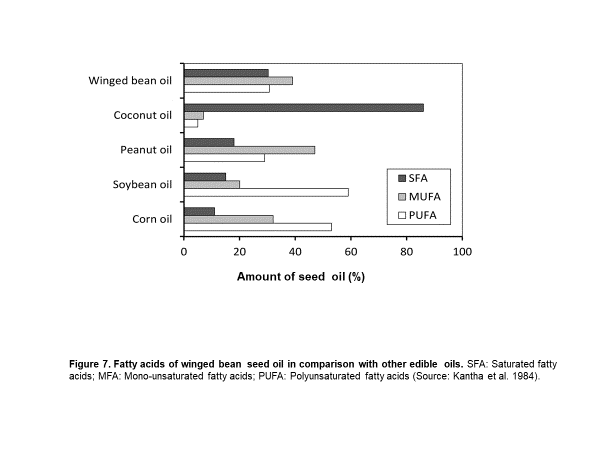 Winged bean oil
Coconut oil
Peanut oil
Soybean oil
Corn oil
SFA
MUFA
PUFA
0 20 40 60 80 100
Amount of seed oil (%)
Figure 7. Fatty acids of winged bean seed oil in comparison with other edible oils. SFA: Saturated fatty
acids; MFA: Mono-unsaturated fatty acids; PUFA: Polyunsaturated fatty acids (Source: Kantha et al. 1984).